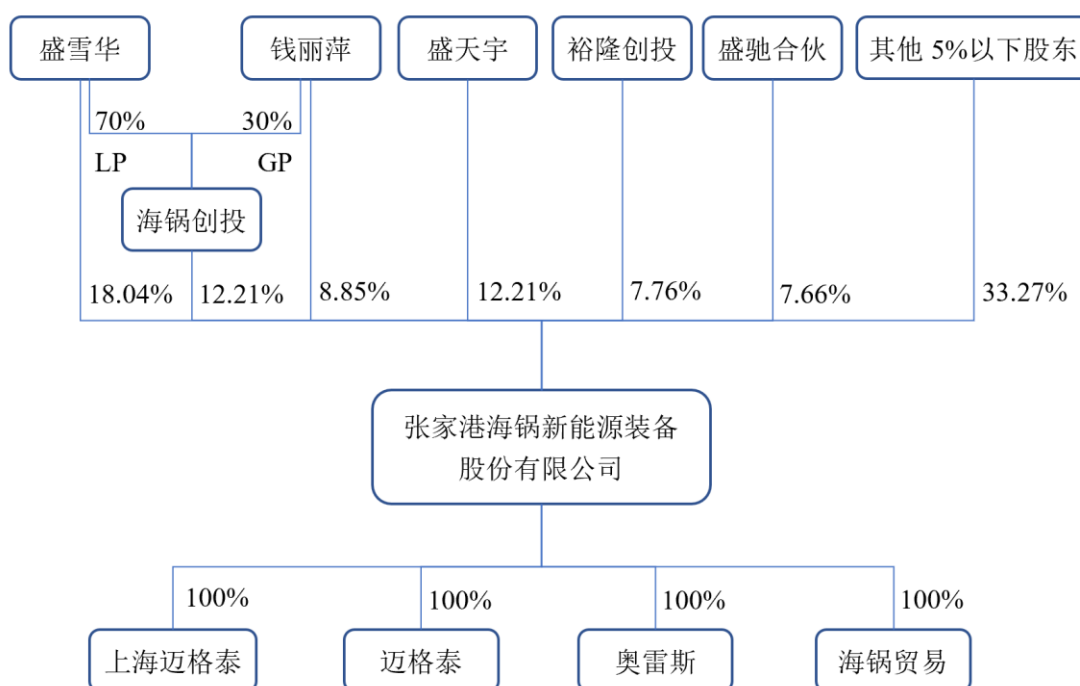 盛雪华
钱丽萍
盛天宇
裕隆创投
盛驰合伙
其他 5%以下股东
70%
30%
LP
GP
海锅创投
18.04%
12.21%
8.85%
12.21%
7.76%
7.66%
33.27%
张家港海锅新能源装备
股份有限公司
100%
100%
100%
100%
上海迈格泰
迈格泰
奥雷斯
海锅贸易